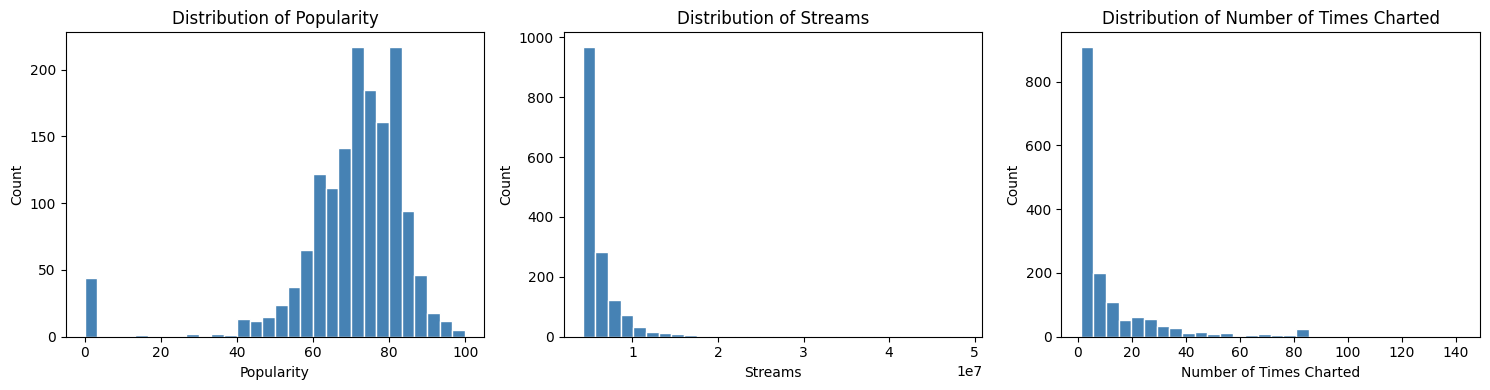 Distribution of Popularity
200
150
100
50
0
Count
0 20 40 60 80 100
Popularity
Distribution of Streams
1000
800
600
400
200
0
Count
1 2 3 4 5
1e7
Streams
Distribution of Number of Times Charted
800
600
400
200
0
Count
0 20 40 60 80 100 120 140
Number of Times Charted